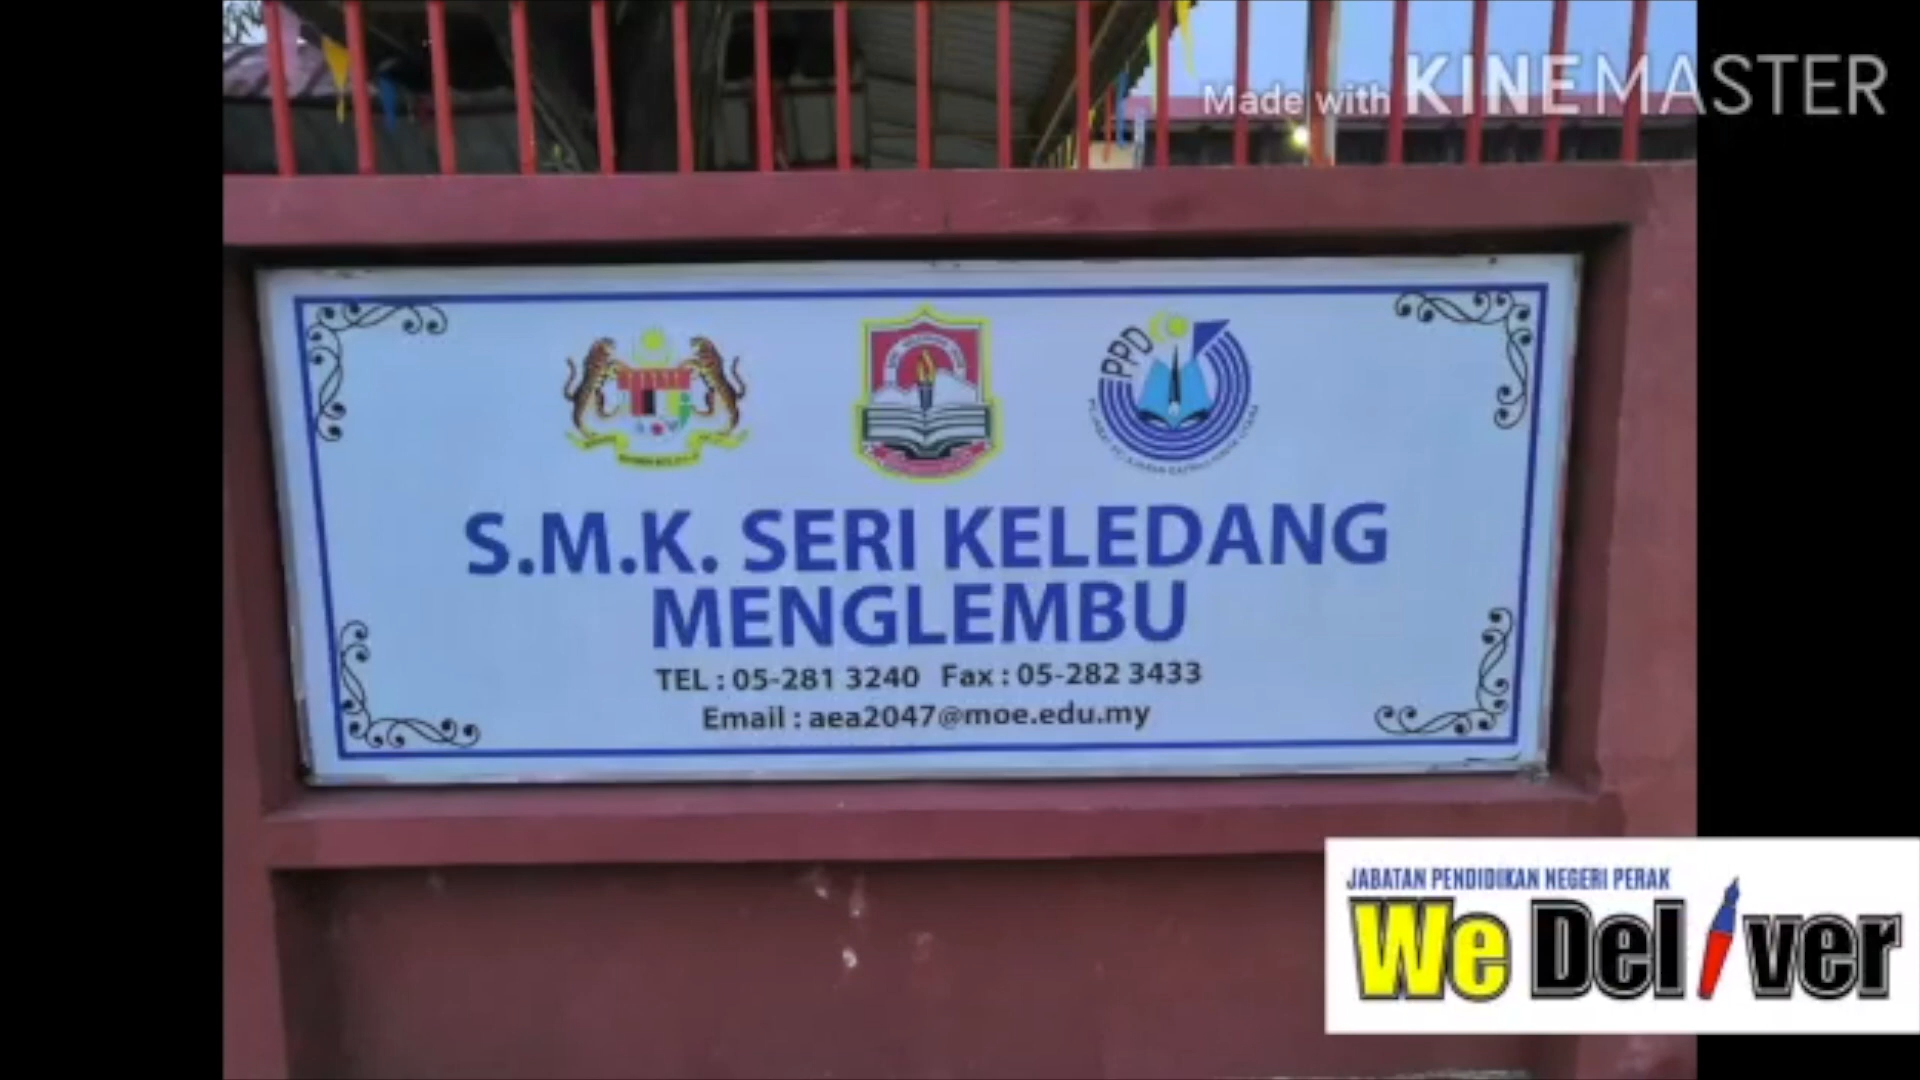 Made with KINEMASTER
PPD
S.M.K. SERI KELEDANG
MENGLEMBU
TEL : 05-281 3240 Fax : 05-282 3433
Email : aea2047@moe.edu.my
JABATAN PENDIDIKAN NEGERI PERAK
We Deliver